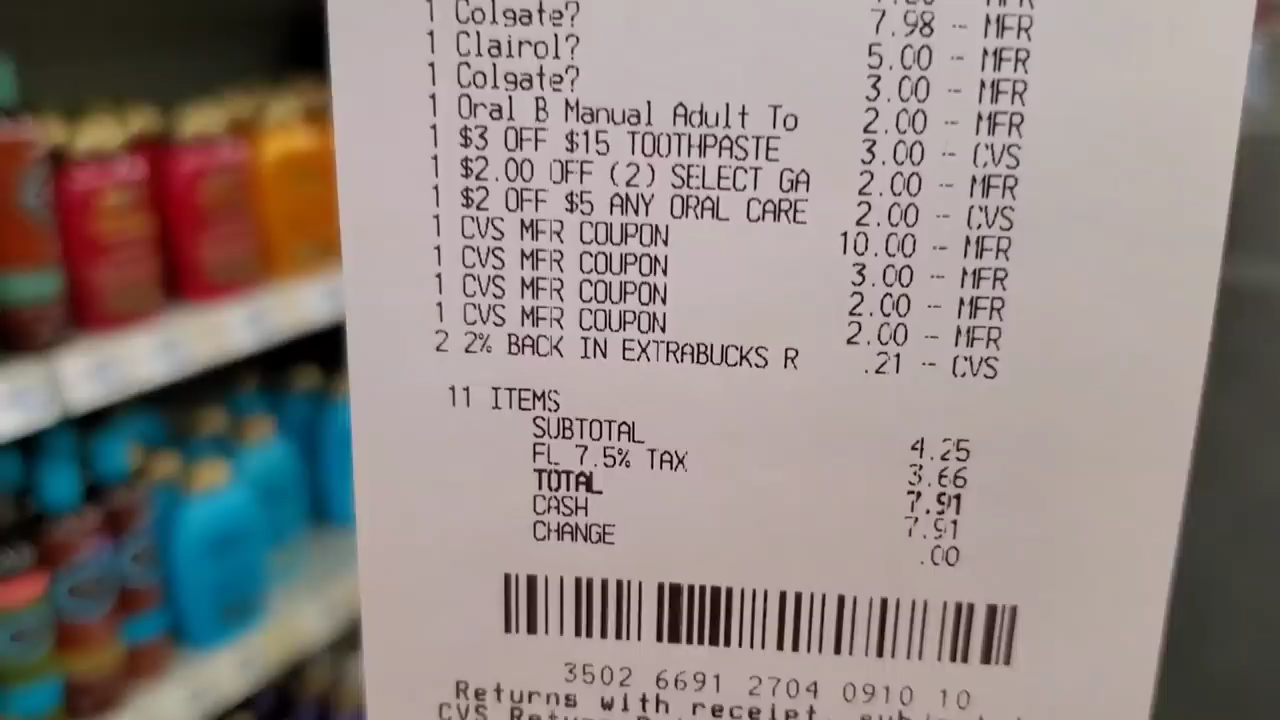 MFR
1 Colgate? 7.98 -- MFR
1 Clairol? 5.00 -- MFR
1 Colgate? 3.00 -- MFR
1 Oral B Manual Adult To 2.00 -- MFR
1 $3 OFF $15 TOOTHPASTE 3.00 -- CVS
1 $2.00 OFF (2) SELECT GA 2.00 -- MFR
1 $2 OFF $5 ANY ORAL CARE 2.00 -- CVS
1 CVS MFR COUPON 10.00 -- MFR
1 CVS MFR COUPON 3.00 -- MFR
1 CVS MFR COUPON 2.00 -- MFR
1 CVS MFR COUPON 2.00 -- MFR
2 2% BACK IN EXTRABUCKS R .21 -- CVS
11 ITEMS
SUBTOTAL 4.25
FL 7.5% TAX 3.66
TOTAL 7.91
CASH 7.91
CHANGE .00
3502 6691 2704 0910 10
Returns with receipt,
CVS